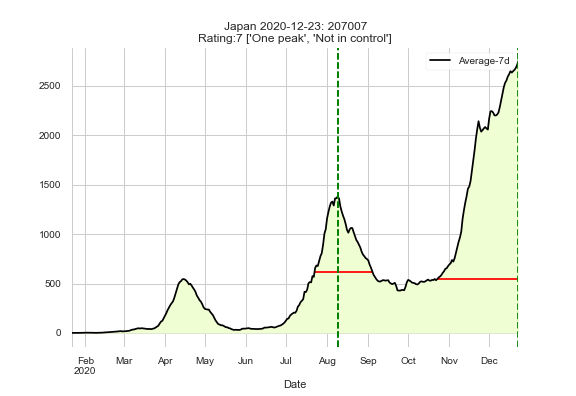 Japan 2020-12-23: 207007
Rating:7 ['One peak', 'Not in control']
Average-7d
2500
2000
1500
1000
500
0
Feb Mar Apr May Jun Jul Aug Sep Oct Nov Dec
2020
Date